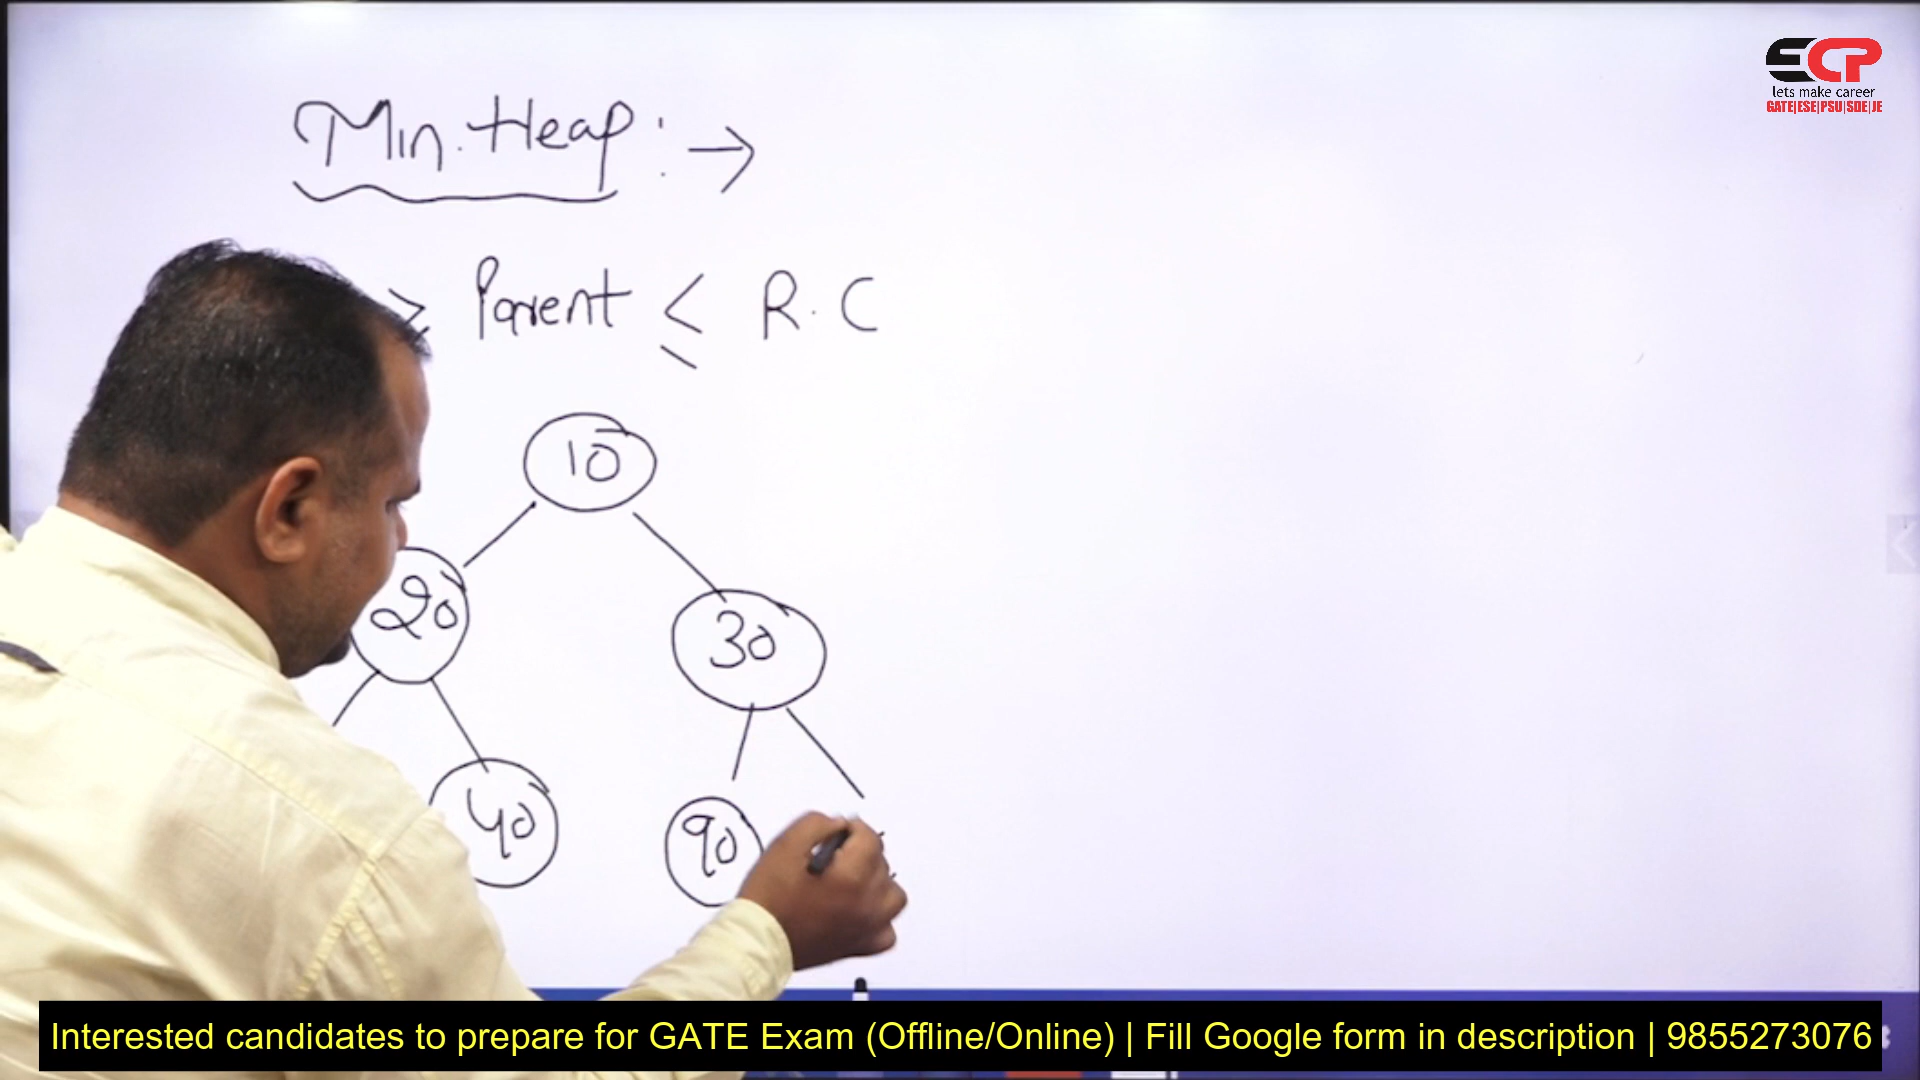 ECP
lets make career
GATE|ESE|PSU|SDE|JE
Min. Heap : →
≥ Parent ≤ R.C
10
20
30
40
90
Interested candidates to prepare for GATE Exam (Offline/Online) | Fill Google form in description | 9855273076